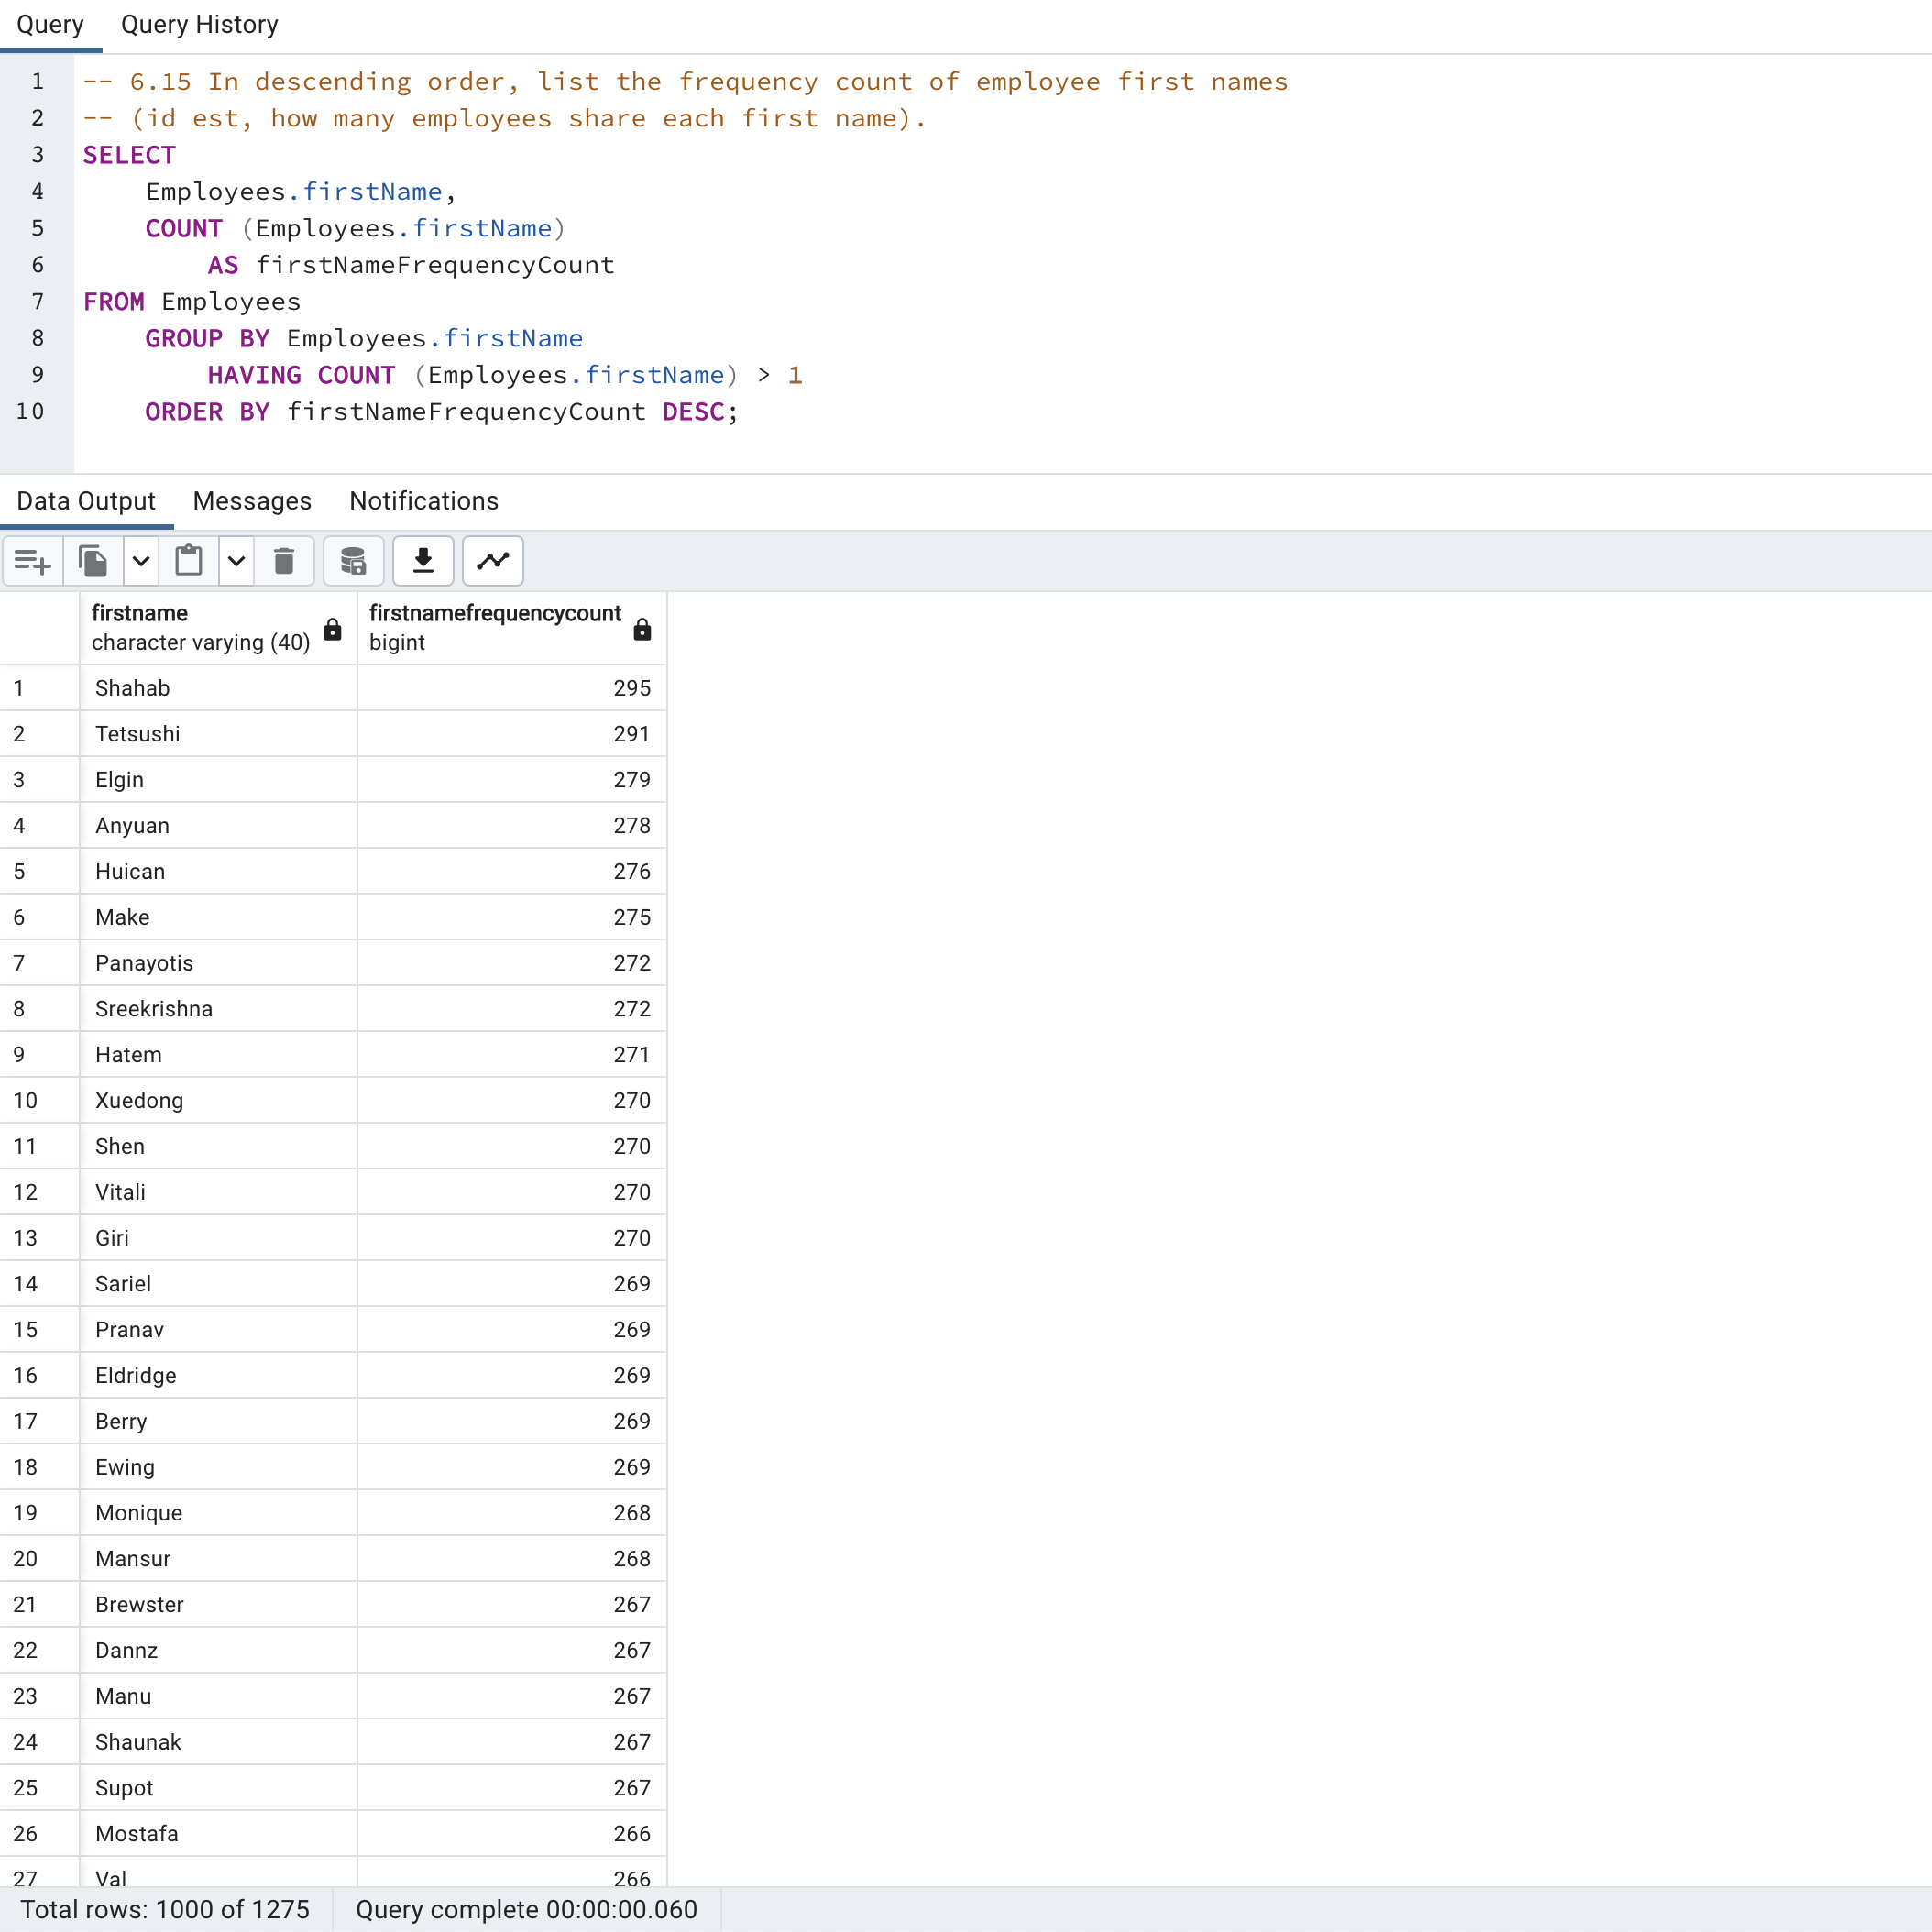 Query Query History
1 -- 6.15 In descending order, list the frequency count of employee first names
2 -- (id est, how many employees share each first name).
3 SELECT
4 Employees.firstName,
5 COUNT (Employees.firstName)
6 AS firstNameFrequencyCount
7 FROM Employees
8 GROUP BY Employees.firstName
9 HAVING COUNT (Employees.firstName) > 1
10 ORDER BY firstNameFrequencyCount DESC;
Data Output Messages Notifications
firstname firstnamefrequencycount
character varying (40) bigint
1 Shahab 295
2 Tetsushi 291
3 Elgin 279
4 Anyuan 278
5 Huican 276
6 Make 275
7 Panayotis 272
8 Sreekrishna 272
9 Hatem 271
10 Xuedong 270
11 Shen 270
12 Vitali 270
13 Giri 270
14 Sariel 269
15 Pranav 269
16 Eldridge 269
17 Berry 269
18 Ewing 269
19 Monique 268
20 Mansur 268
21 Brewster 267
22 Dannz 267
23 Manu 267
24 Shaunak 267
25 Supot 267
26 Mostafa 266
27 Val 266
Total rows: 1000 of 1275 Query complete 00:00:00.060